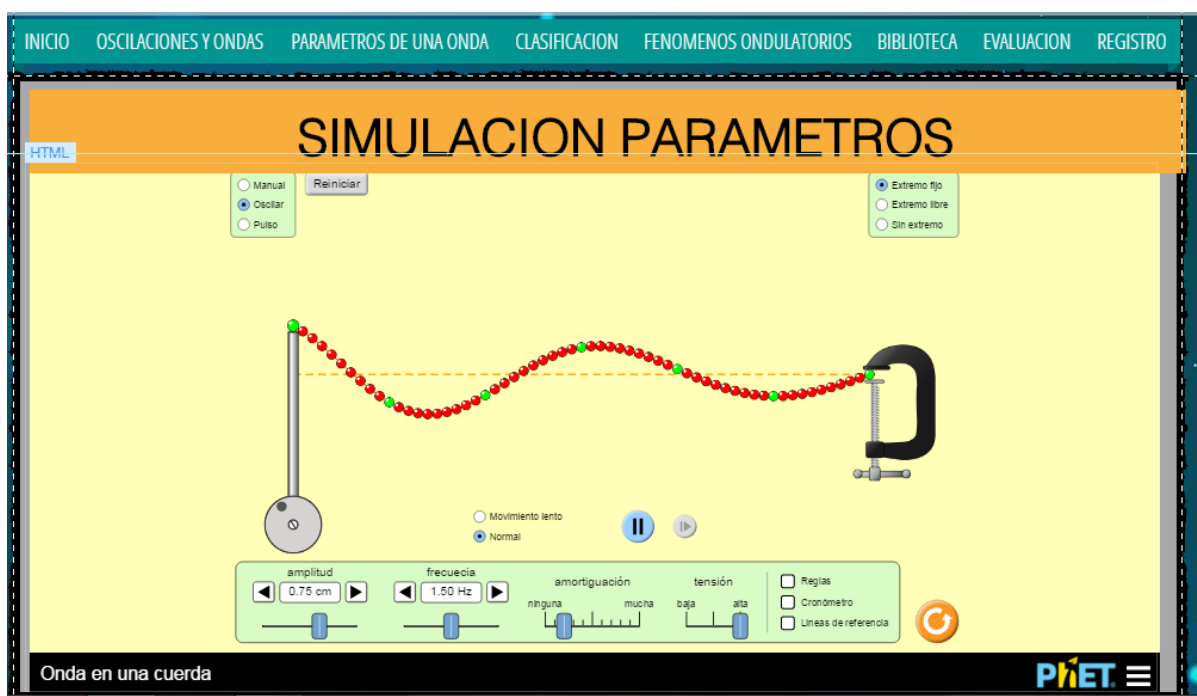 INICIO OSCILACIONES Y ONDAS PARAMETROS DE UNA ONDA CLASIFICACION FENOMENOS ONDULATORIOS BIBLIOTECA EVALUACION REGISTRO
SIMULACION PARAMETROS
HTML
Manual
Oscilar
Pulso
Reiniciar
Extremo fijo
Extremo libre
Sin extremo
Movimiento lento
Normal
amplitud
0.75 cm
frecuecia
1.50 Hz
amortiguación
ninguna mucha
tensión
baja alta
Reglas
Cronómetro
Líneas de referencia
Onda en una cuerda
PhET